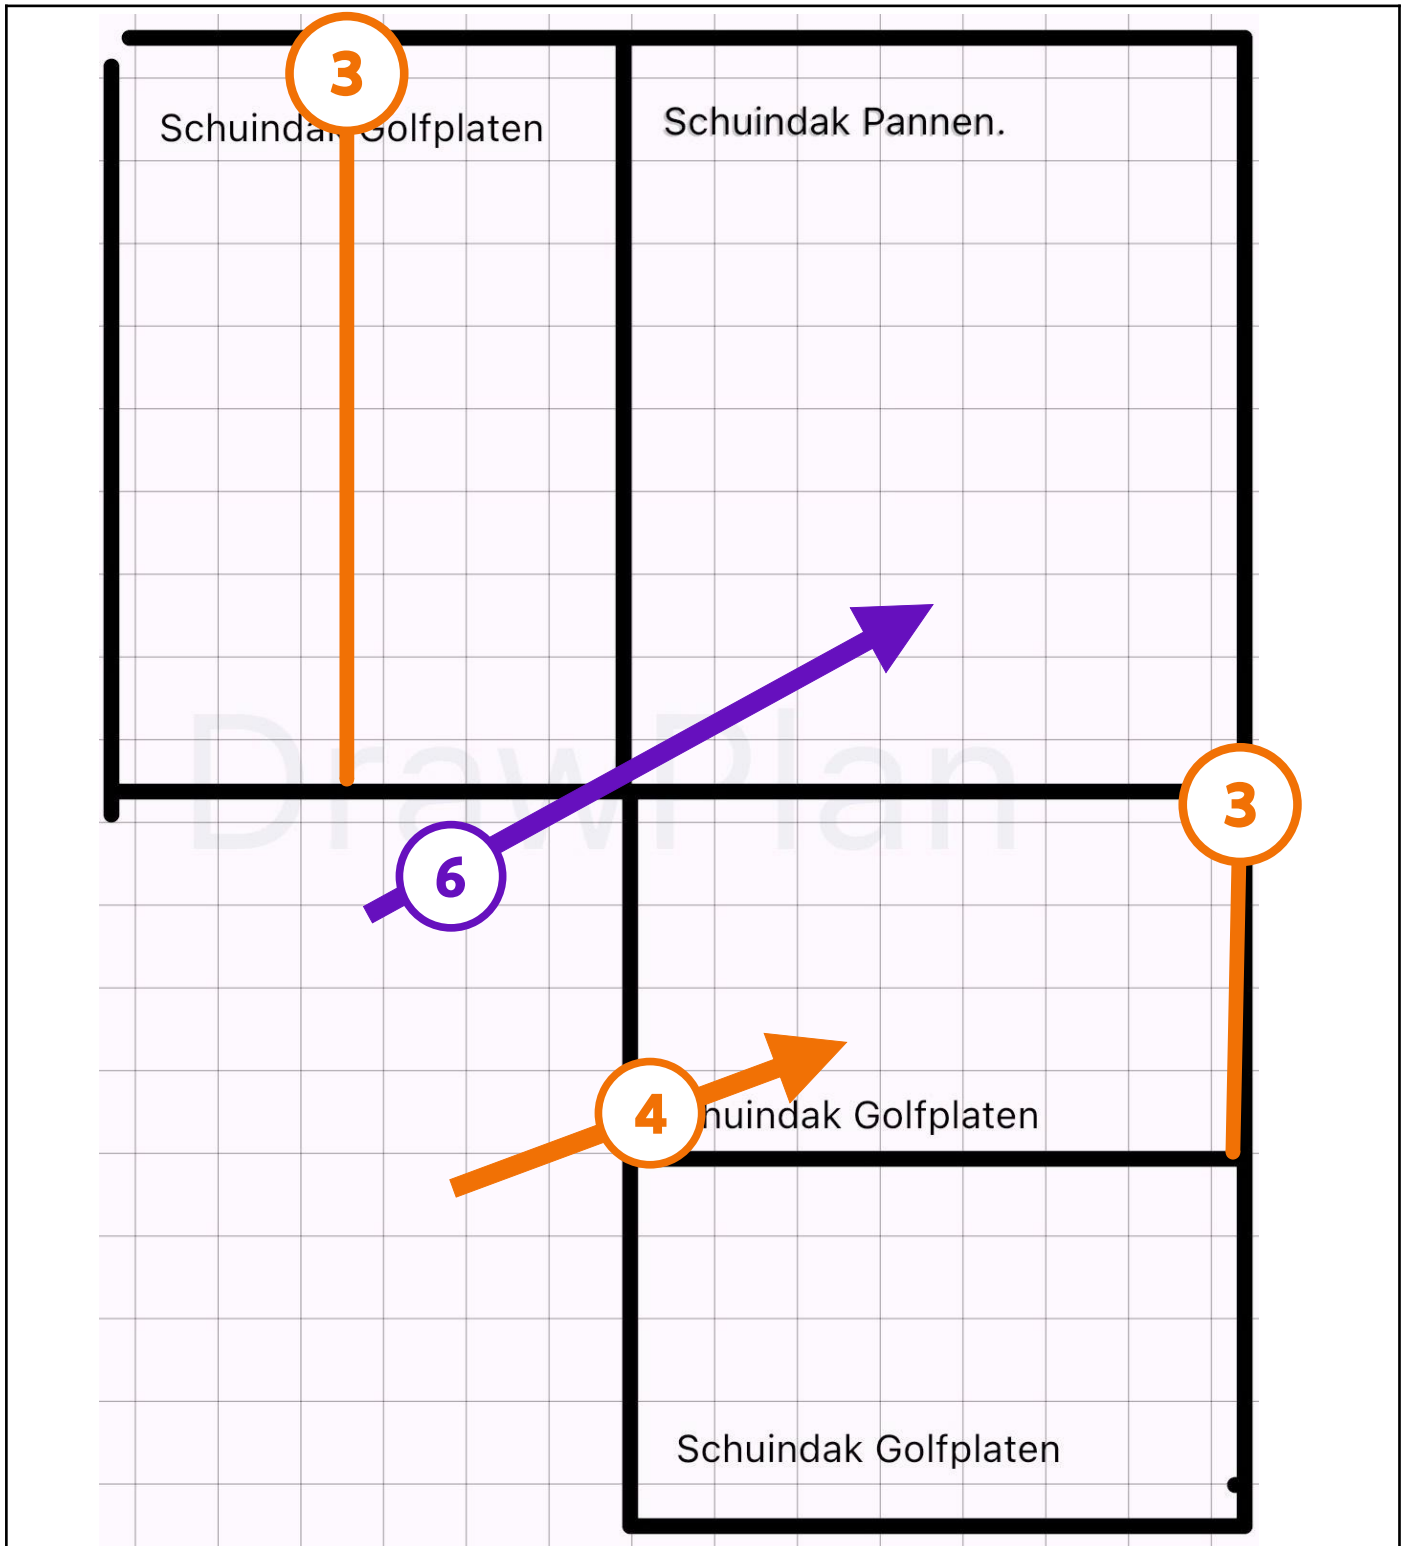 3
Schuindak Golfplaten
Schuindak Pannen.
DrawPlan
3
6
4
huindak Golfplaten
Schuindak Golfplaten